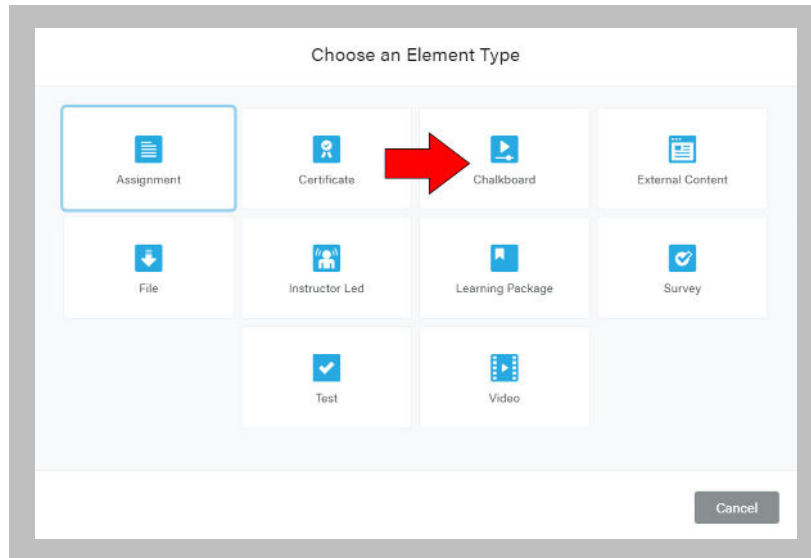 Choose an Element Type
Assignment
Certificate
Chalkboard
External Content
File
Instructor Led
Learning Package
Survey
Test
Video
Cancel